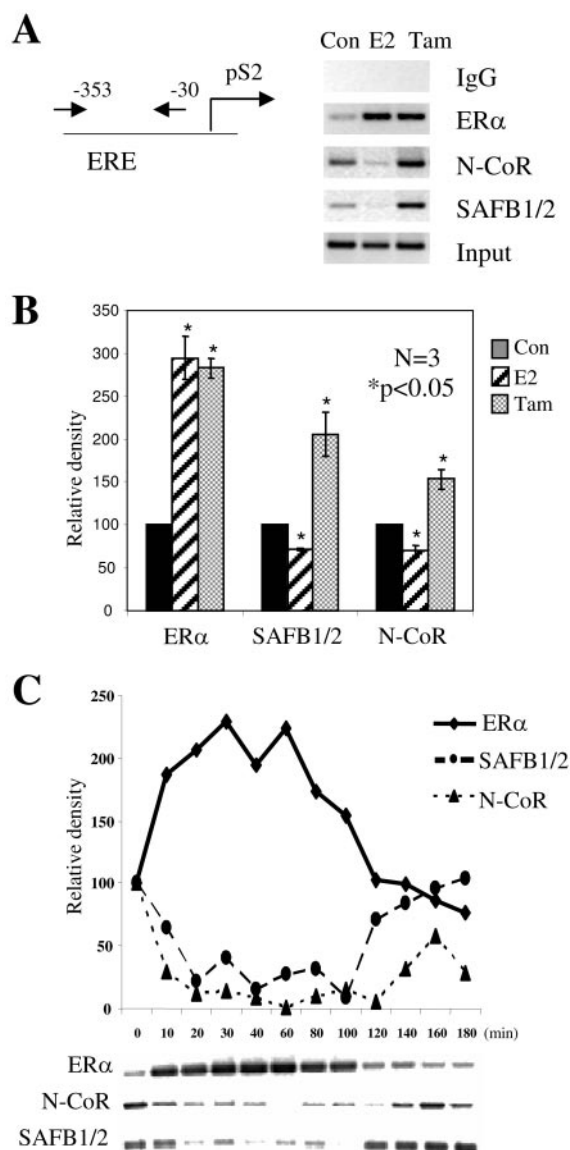 A
Con E2 Tam
-353 -30 pS2
ERE
IgG
ERα
N-CoR
SAFB1/2
Input
B
350
300
250
200
150
100
50
0
Relative density
* * * * * *
N=3
*p<0.05
Con
E2
Tam
ERα SAFB1/2 N-CoR
C
250
200
150
100
50
0
Relative density
ERα
SAFB1/2
N-CoR
0 10 20 30 40 60 80 100 120 140 160 180 (min)
ERα
N-CoR
SAFB1/2